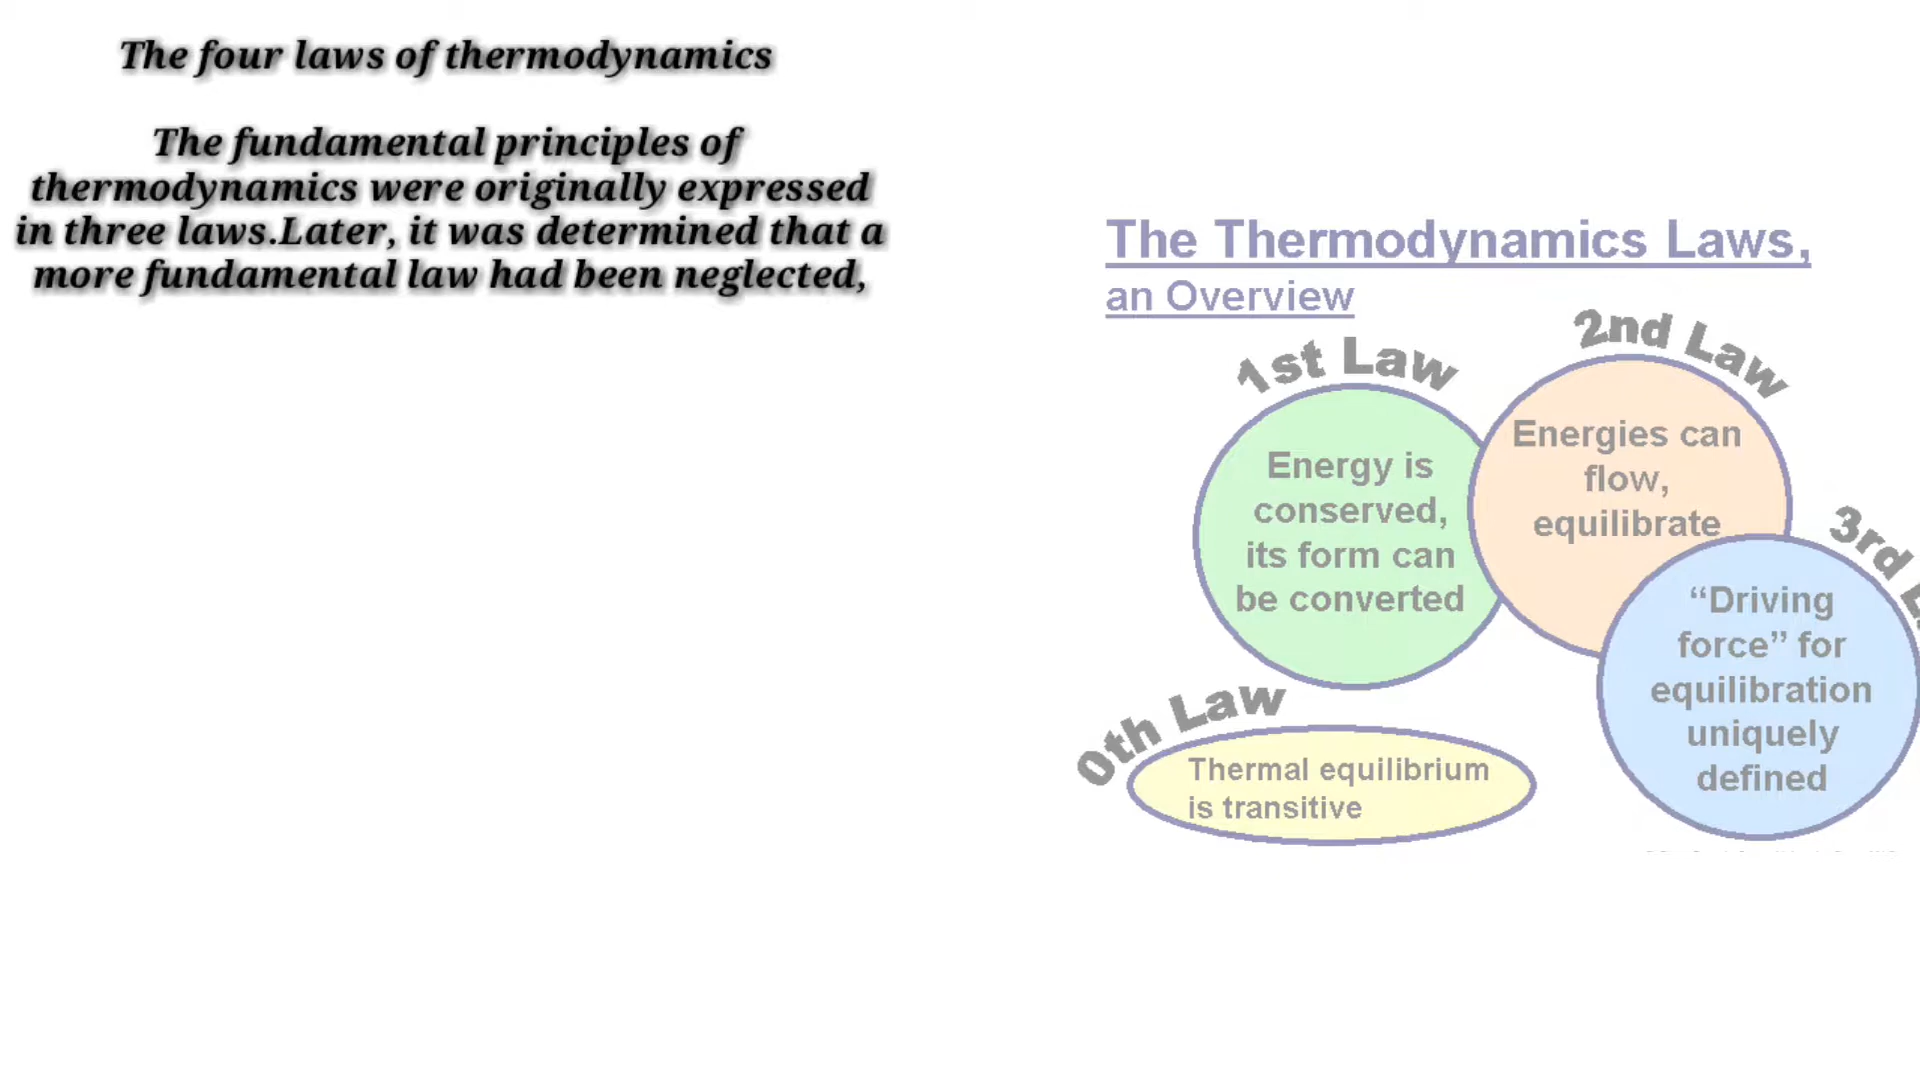 The four laws of thermodynamics
The fundamental principles of
thermodynamics were originally expressed
in three laws.Later, it was determined that a
more fundamental law had been neglected,
The Thermodynamics Laws,
an Overview
1st Law
Energy is
conserved,
its form can
be converted
2nd Law
Energies can
flow,
equilibrate
3rd
“Driving
force” for
equilibration
uniquely
defined
0th Law
Thermal equilibrium
is transitive